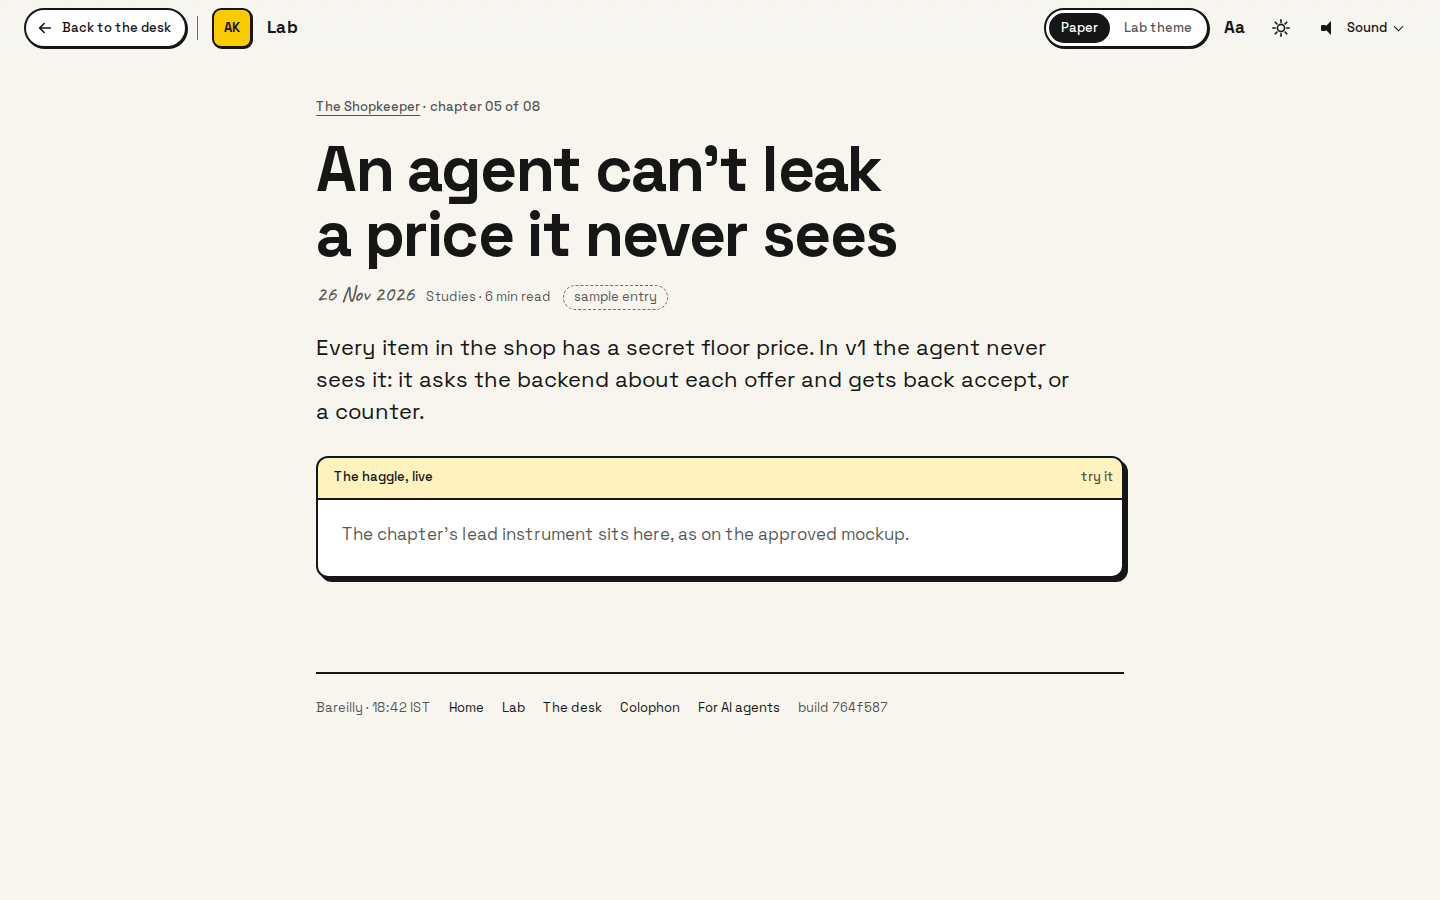 Back to the desk
AK
Lab
Paper
Lab theme
Aa
Sound
The Shopkeeper · chapter 05 of 08
An agent can’t leak
a price it never sees
26 Nov 2026 Studies · 6 min read sample entry
Every item in the shop has a secret floor price. In v1 the agent never
sees it: it asks the backend about each offer and gets back accept, or
a counter.
The haggle, live
try it
The chapter’s lead instrument sits here, as on the approved mockup.
Bareilly · 18:42 IST Home Lab The desk Colophon For AI agents build 764f587